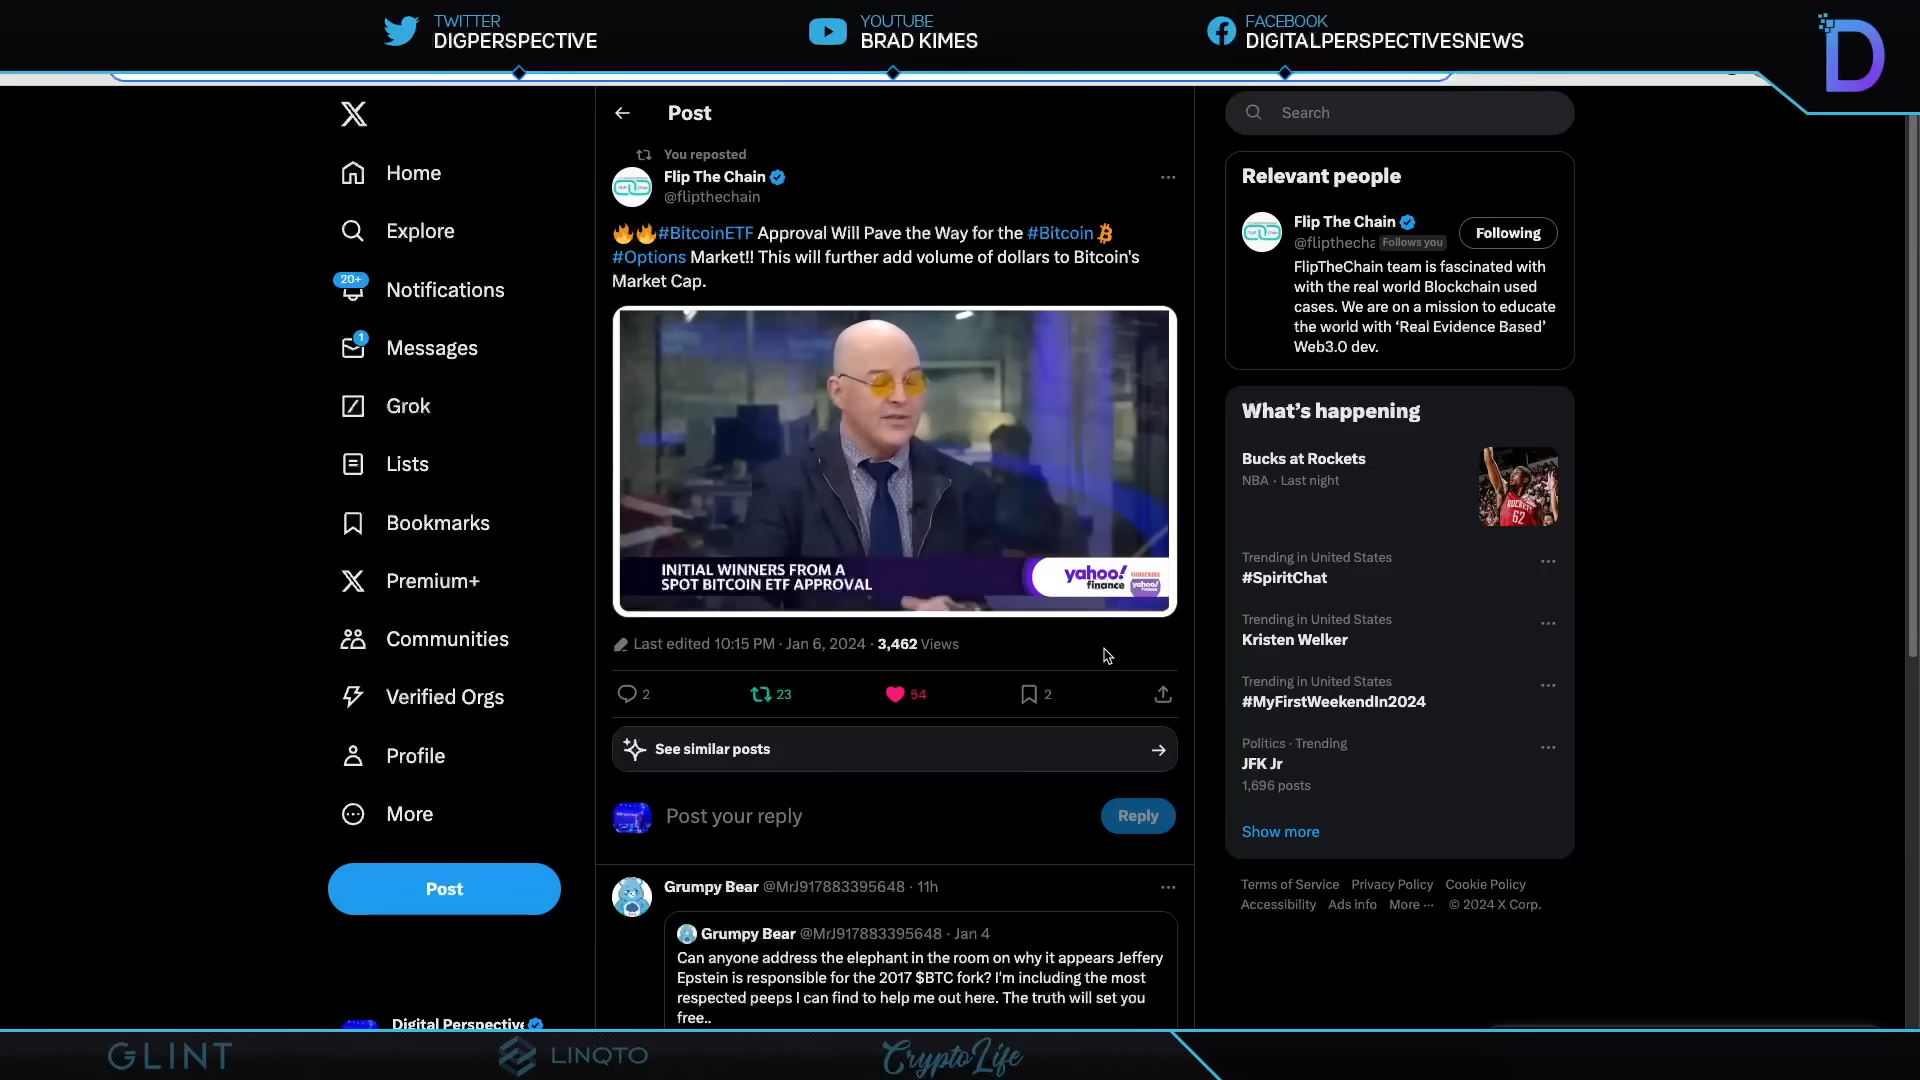 TWITTER
DIGPERSPECTIVE
YOUTUBE
BRAD KIMES
FACEBOOK
DIGITALPERSPECTIVESNEWS
D
Home
Explore
20+
Notifications
1
Messages
Grok
Lists
Bookmarks
Premium+
Communities
Verified Orgs
Profile
More
Post
Digital Perspective
Post
You reposted
Flip The Chain
@flipthechain
🔥🔥#BitcoinETF Approval Will Pave the Way for the #Bitcoin
#Options Market!! This will further add volume of dollars to Bitcoin's
Market Cap.
INITIAL WINNERS FROM A
SPOT BITCOIN ETF APPROVAL
yahoo!
finance
SUBSCRIBE
Last edited 10:15 PM · Jan 6, 2024 · 3,462 Views
2
23
54
2
See similar posts
Post your reply
Reply
Grumpy Bear @MrJ917883395648 · 11h
Grumpy Bear @MrJ917883395648 · Jan 4
Can anyone address the elephant in the room on why it appears Jeffery
Epstein is responsible for the 2017 $BTC fork? I'm including the most
respected peeps I can find to help me out here. The truth will set you
free..
Search
Relevant people
Flip The Chain
@flipthecha Follows you
Following
FlipTheChain team is fascinated with
with the real world Blockchain used
cases. We are on a mission to educate
the world with ‘Real Evidence Based’
Web3.0 dev.
What’s happening
Bucks at Rockets
NBA · Last night
ROCKETS
62
Trending in United States
#SpiritChat
Trending in United States
Kristen Welker
Trending in United States
#MyFirstWeekendIn2024
Politics · Trending
JFK Jr
1,696 posts
Show more
Terms of Service Privacy Policy Cookie Policy
Accessibility Ads info More ··· © 2024 X Corp.
GLINT
LINQTO
CryptoLife